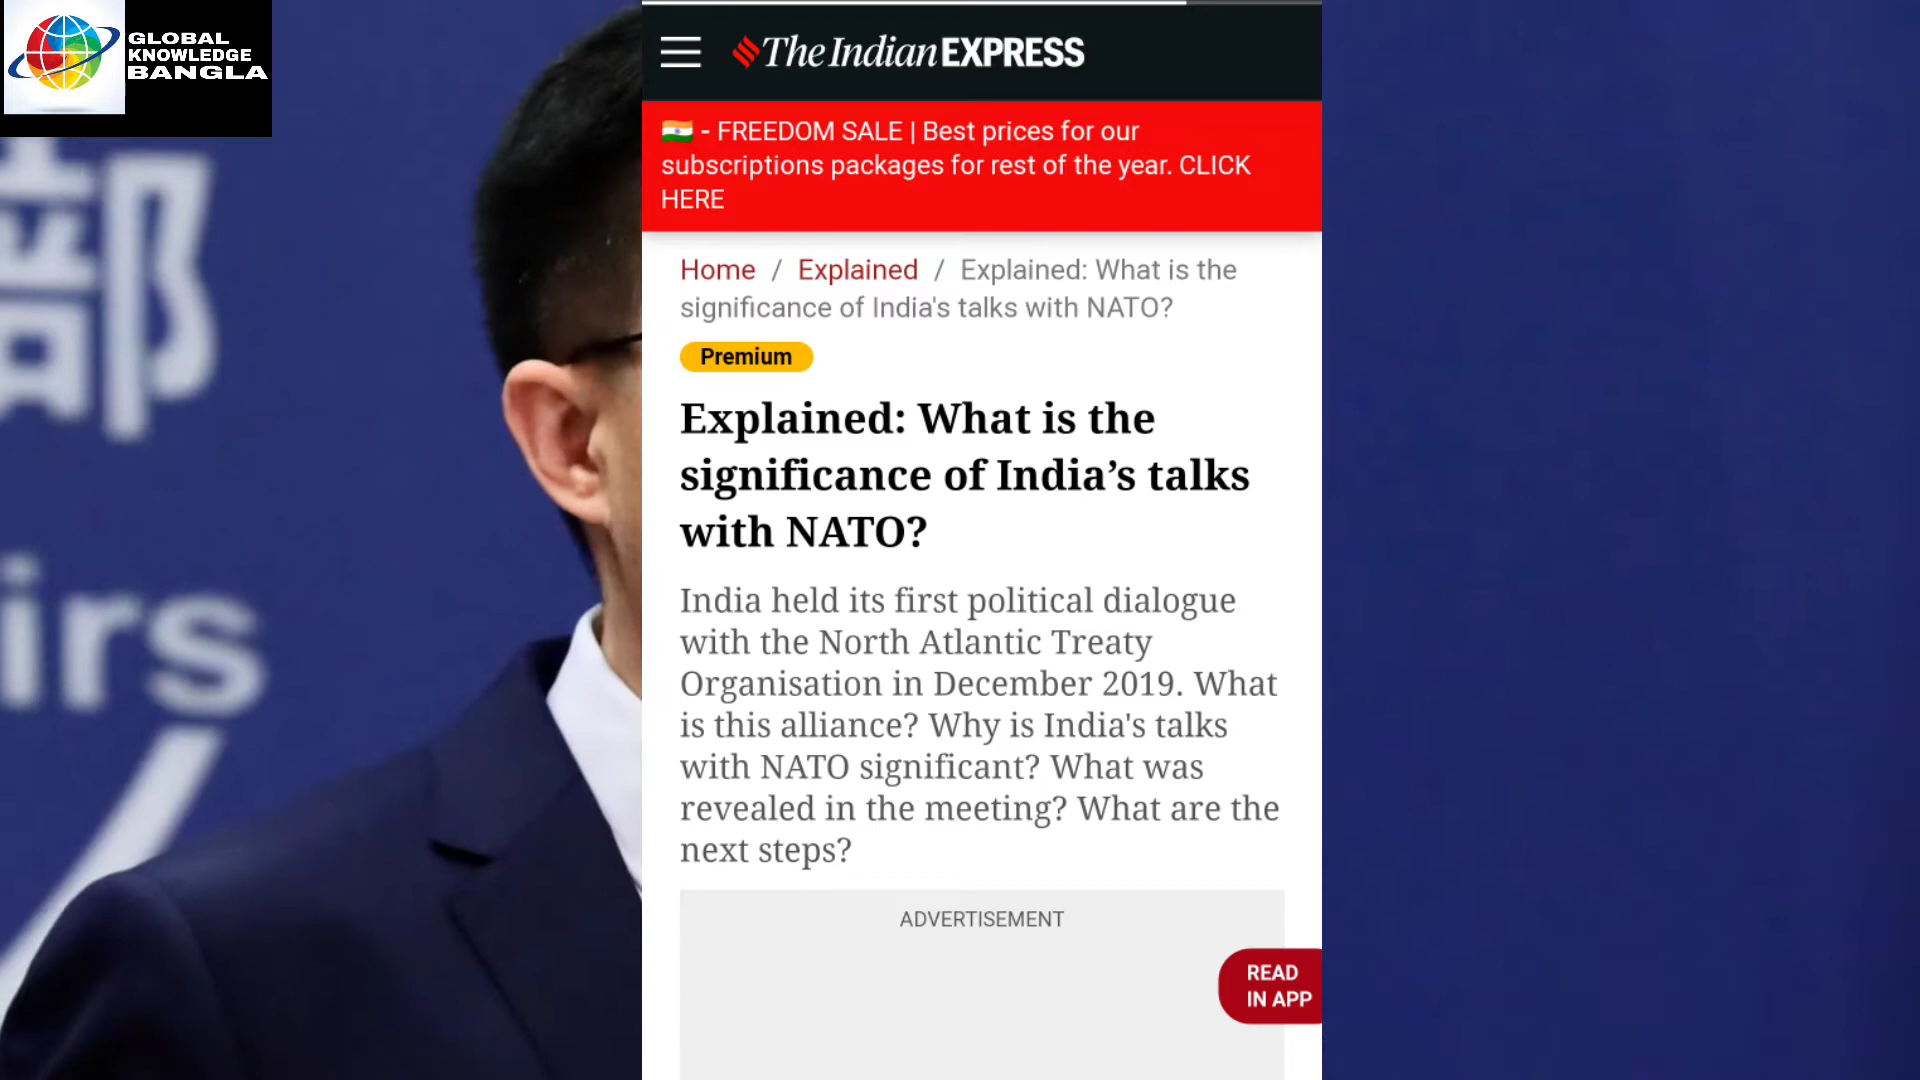 GLOBAL
KNOWLEDGE
BANGLA
部
irs
The Indian EXPRESS
🇮🇳 - FREEDOM SALE | Best prices for our
subscriptions packages for rest of the year. CLICK
HERE
Home / Explained / Explained: What is the
significance of India's talks with NATO?
Premium
Explained: What is the
significance of India’s talks
with NATO?
India held its first political dialogue
with the North Atlantic Treaty
Organisation in December 2019. What
is this alliance? Why is India's talks
with NATO significant? What was
revealed in the meeting? What are the
next steps?
ADVERTISEMENT
READ
IN APP